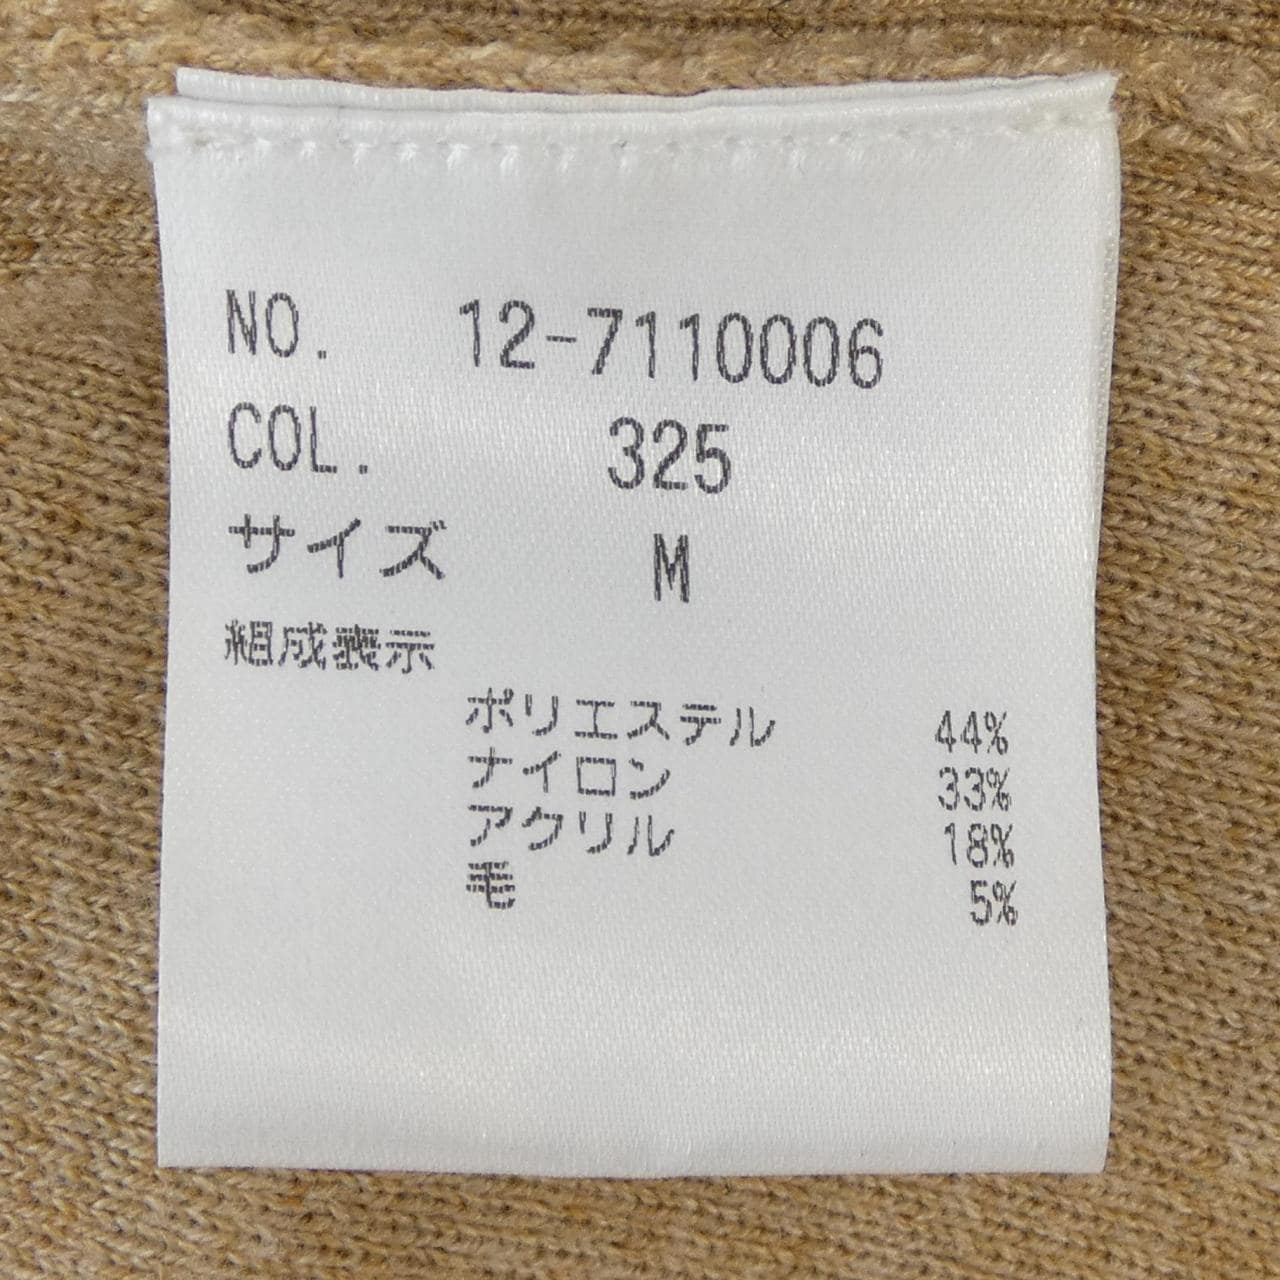 NO. 12-7110006
COL. 325
サイズ M
組成表示
ポリエステル 44%
ナイロン 33%
アクリル 18%
毛 5%